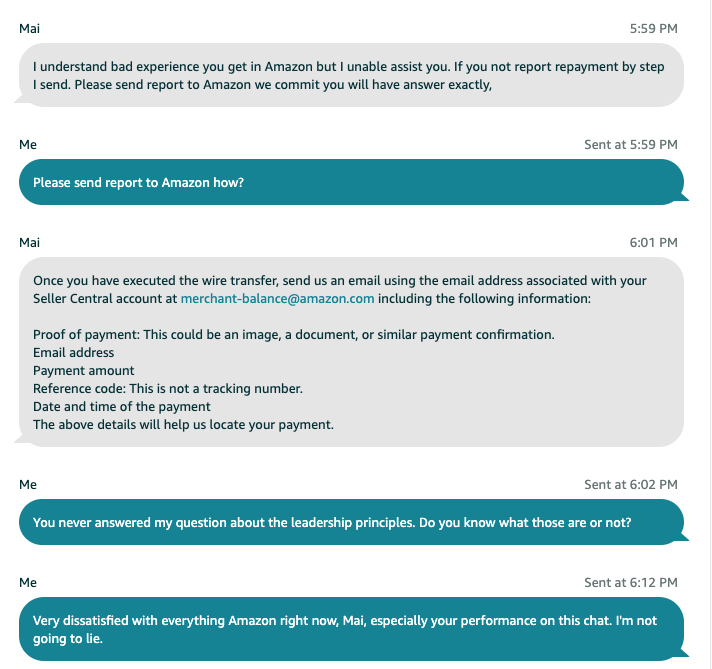 Mai 5:59 PM
I understand bad experience you get in Amazon but I unable assist you. If you not report repayment by step
I send. Please send report to Amazon we commit you will have answer exactly,
Me Sent at 5:59 PM
Please send report to Amazon how?
Mai 6:01 PM
Once you have executed the wire transfer, send us an email using the email address associated with your
Seller Central account at merchant-balance@amazon.com including the following information:
Proof of payment: This could be an image, a document, or similar payment confirmation.
Email address
Payment amount
Reference code: This is not a tracking number.
Date and time of the payment
The above details will help us locate your payment.
Me Sent at 6:02 PM
You never answered my question about the leadership principles. Do you know what those are or not?
Me Sent at 6:12 PM
Very dissatisfied with everything Amazon right now, Mai, especially your performance on this chat. I'm not
going to lie.